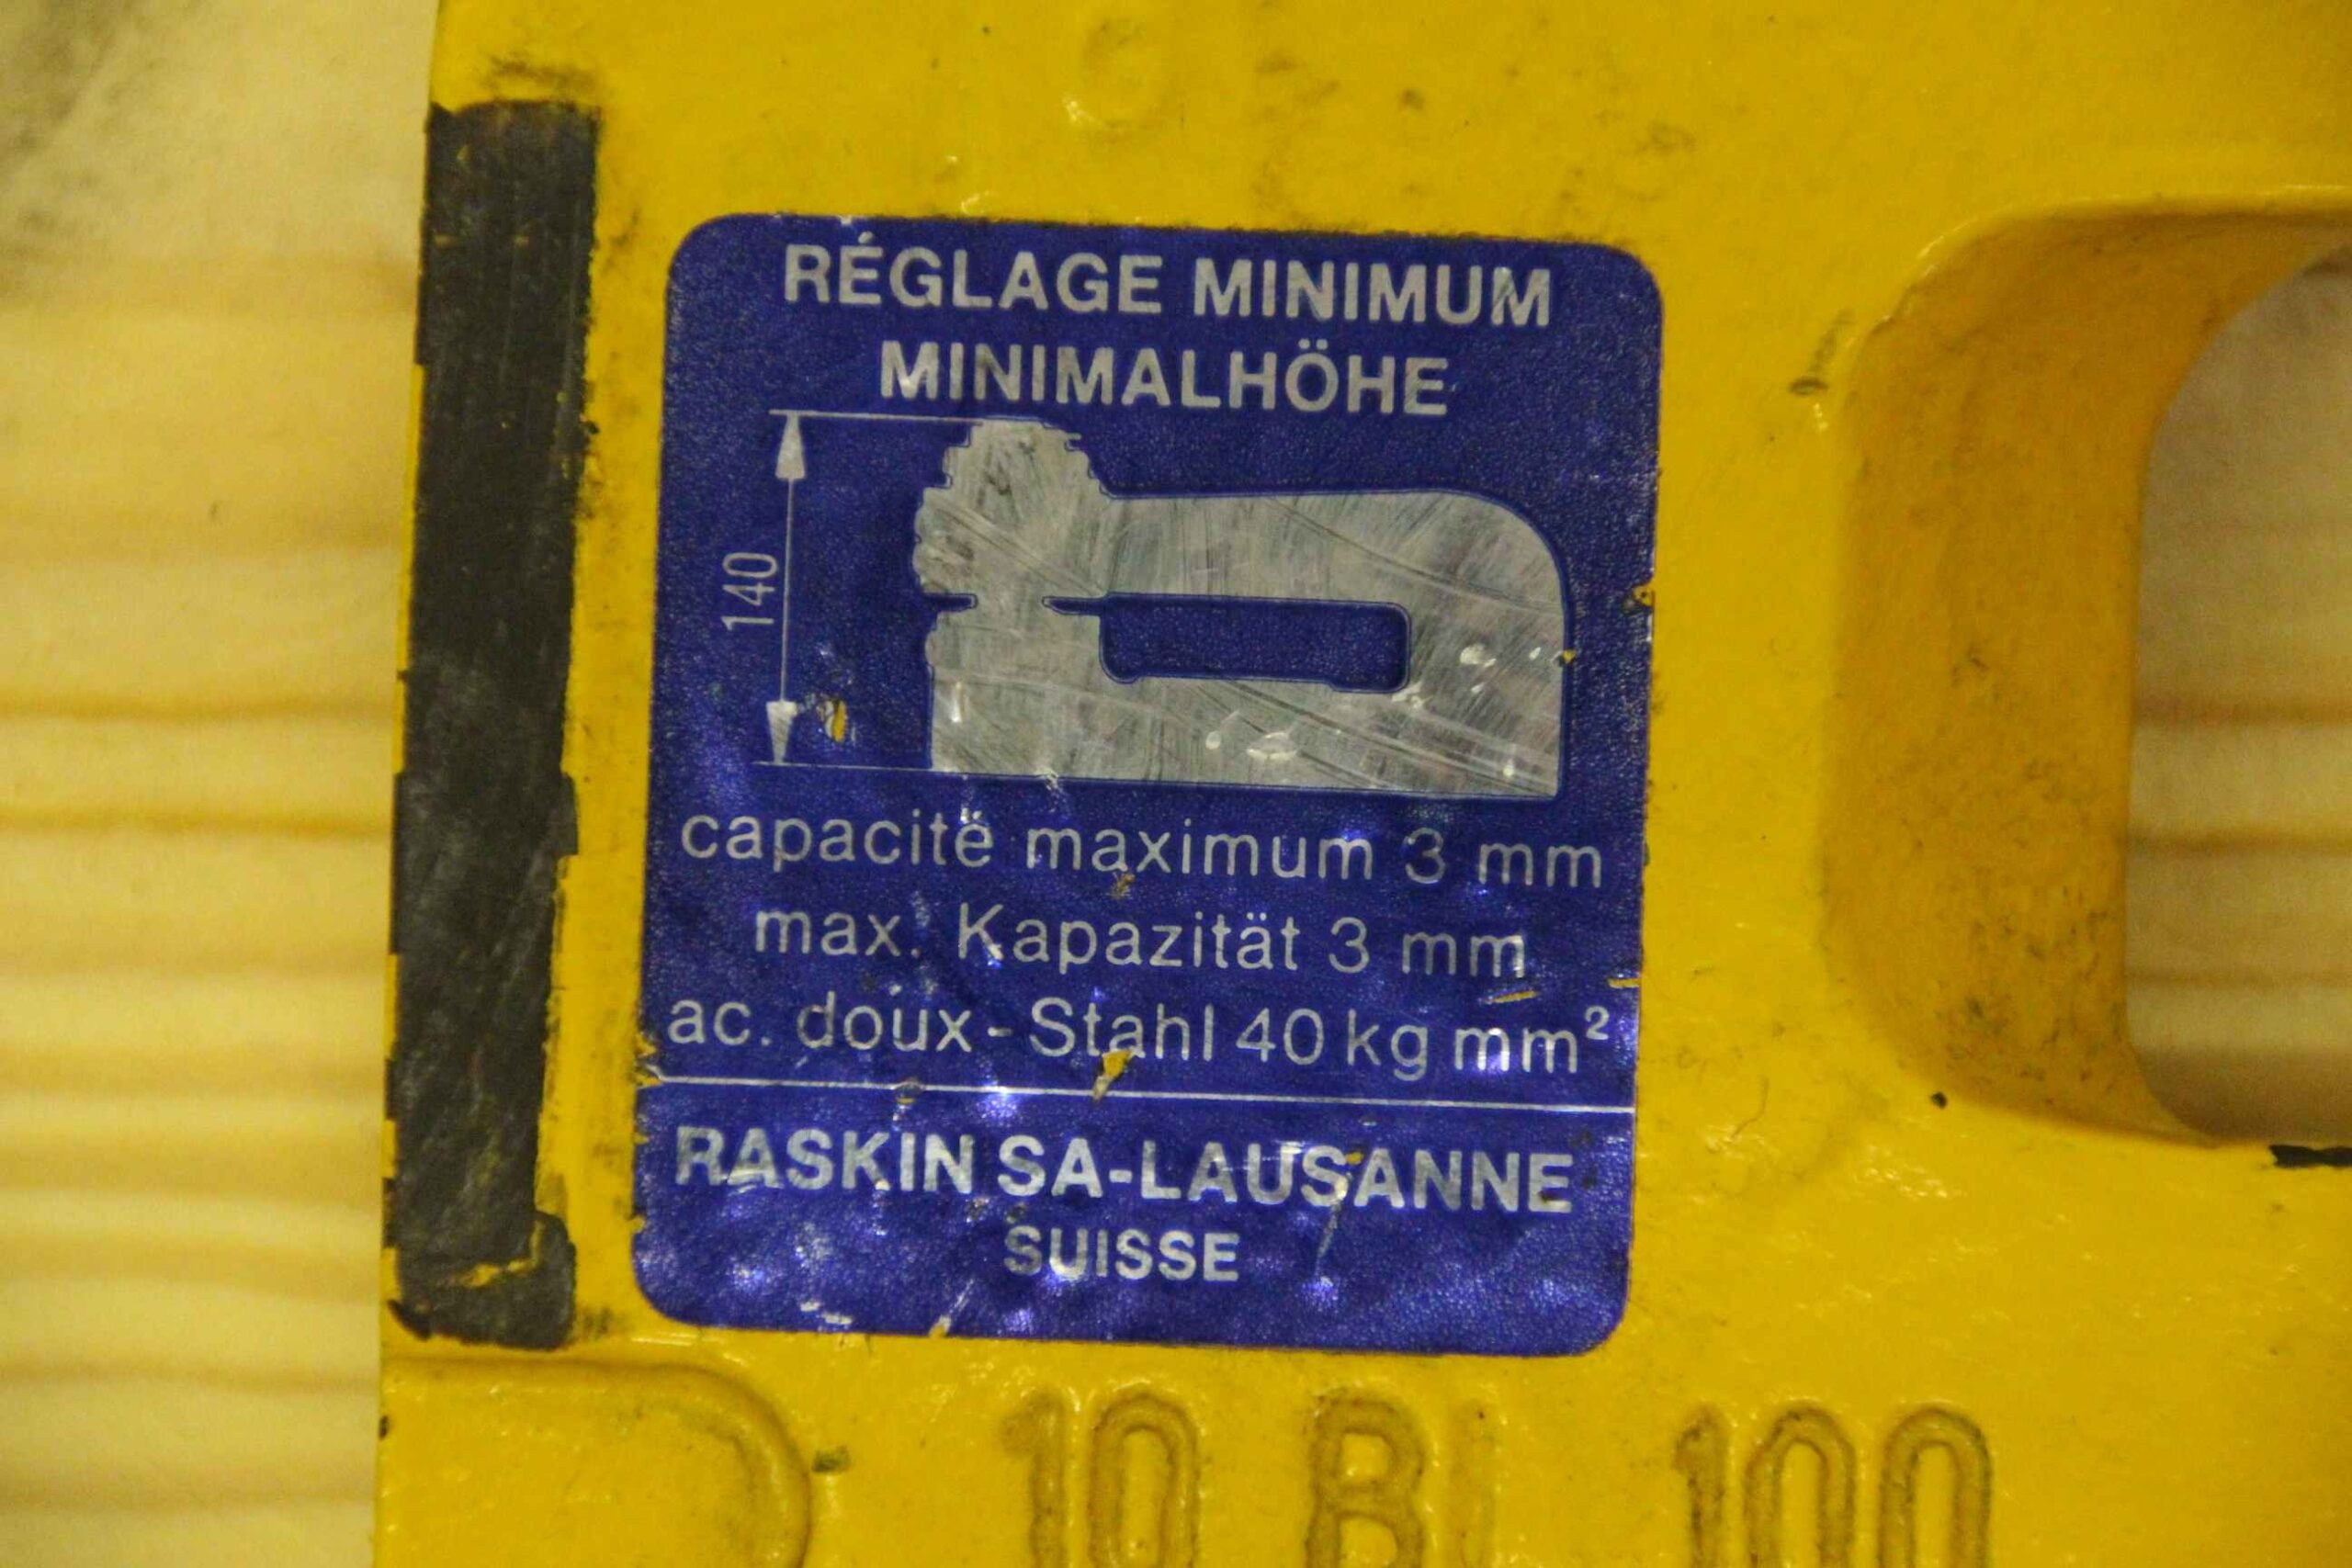 RÉGLAGE MINIMUM
MINIMALHÖHE
140
capacitë maximum 3 mm
max. Kapazität 3 mm
ac. doux - Stahl 40 kg mm²
RASKIN SA-LAUSANNE
SUISSE
10 BL 100